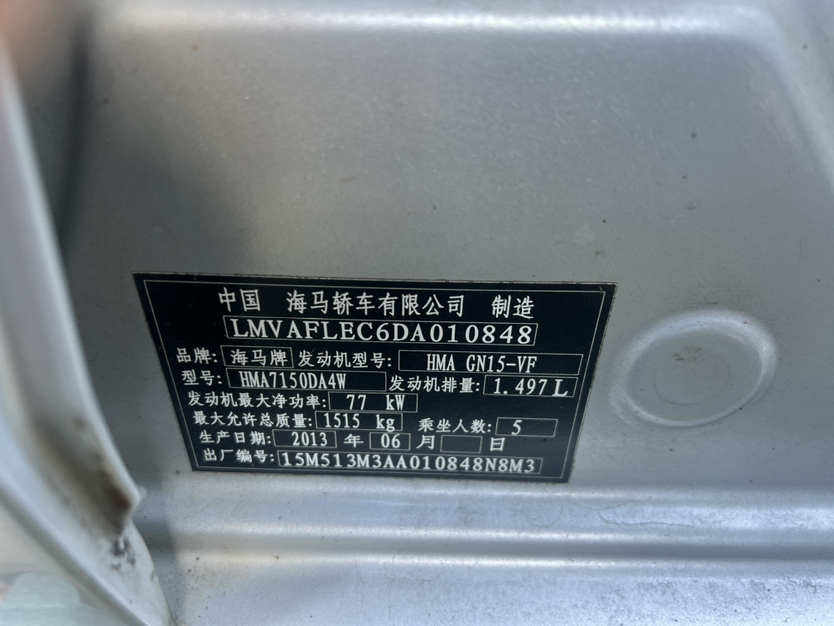 中国 海马轿车有限公司 制造
LMVAFLEC6DA010848
品牌: 海马牌 发动机型号: HMA GN15-VF
型号: HMA7150DA4W 发动机排量: 1.497 L
发动机最大净功率: 77 kW
最大允许总质量: 1515 kg 乘坐人数: 5
生产日期: 2013 年 06 月 日
出厂编号: 15M513M3AA010848N8M3